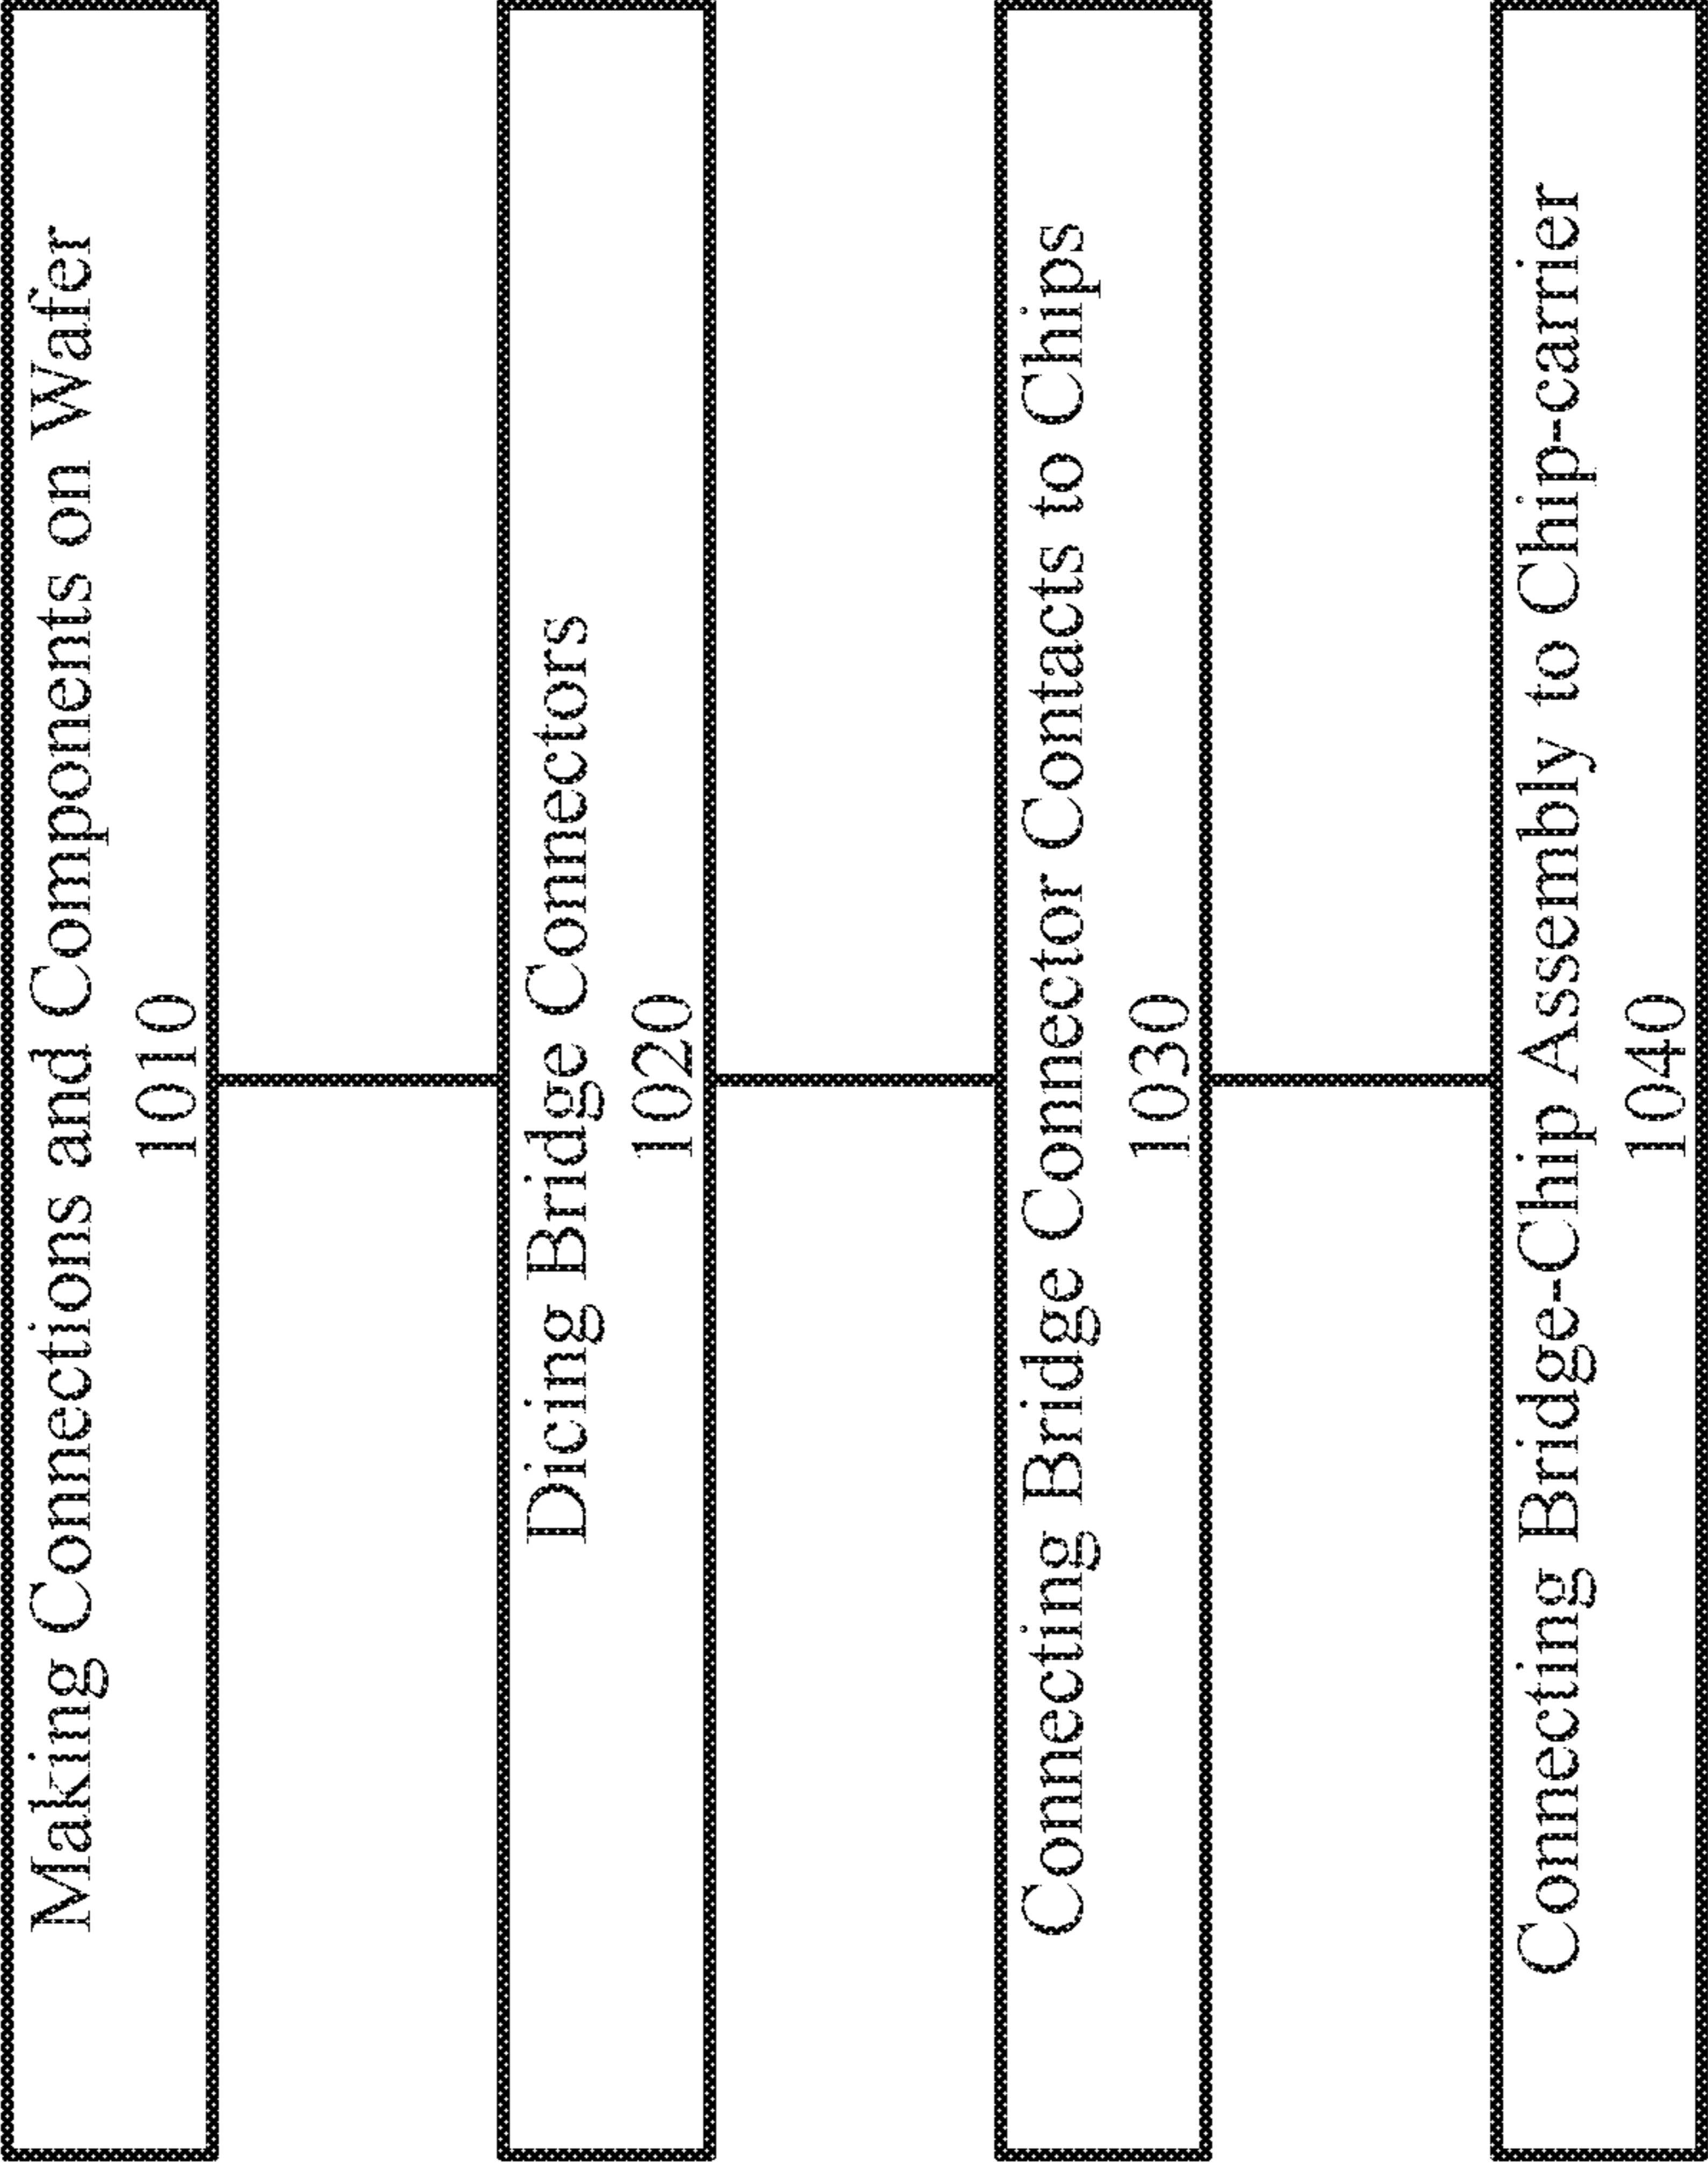 Making Connections and Components on Wafer
1010
Dicing Bridge Connectors
1020
Connecting Bridge Connector Contacts to Chips
1030
Connecting Bridge-Chip Assembly to Chip-carrier
1040